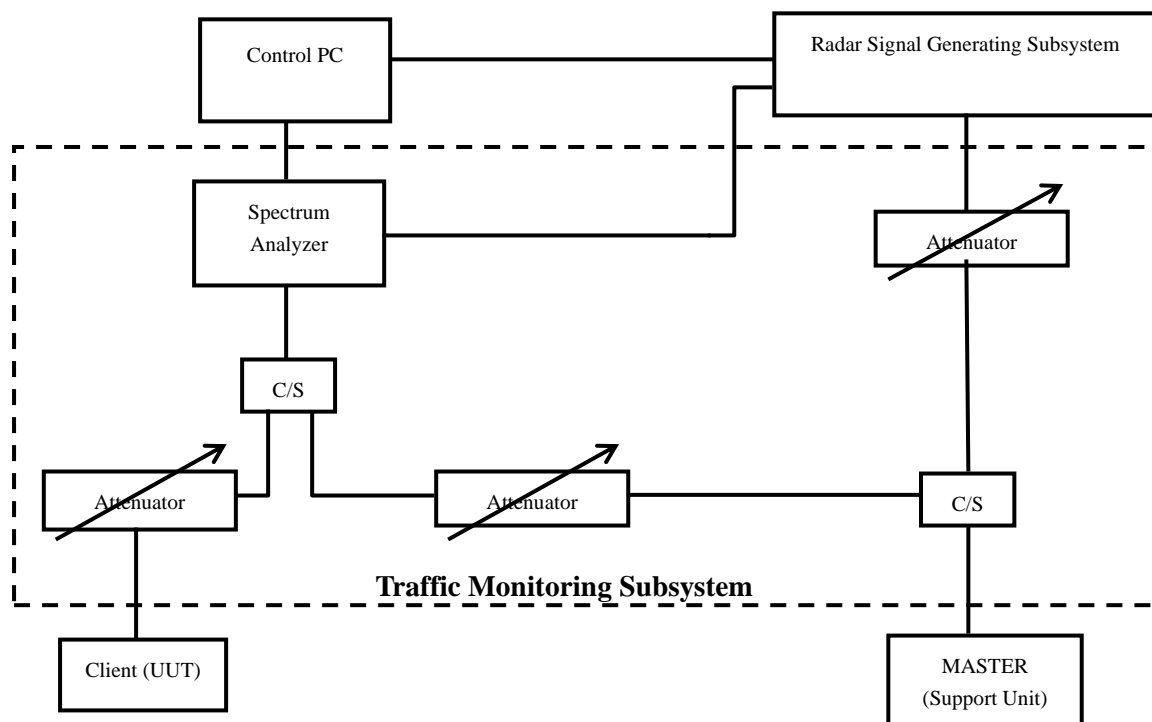 Control PC
Radar Signal Generating Subsystem
Spectrum
Analyzer
Attenuator
C/S
Attenuator
Attenuator
C/S
Traffic Monitoring Subsystem
Client (UUT)
MASTER
(Support Unit)